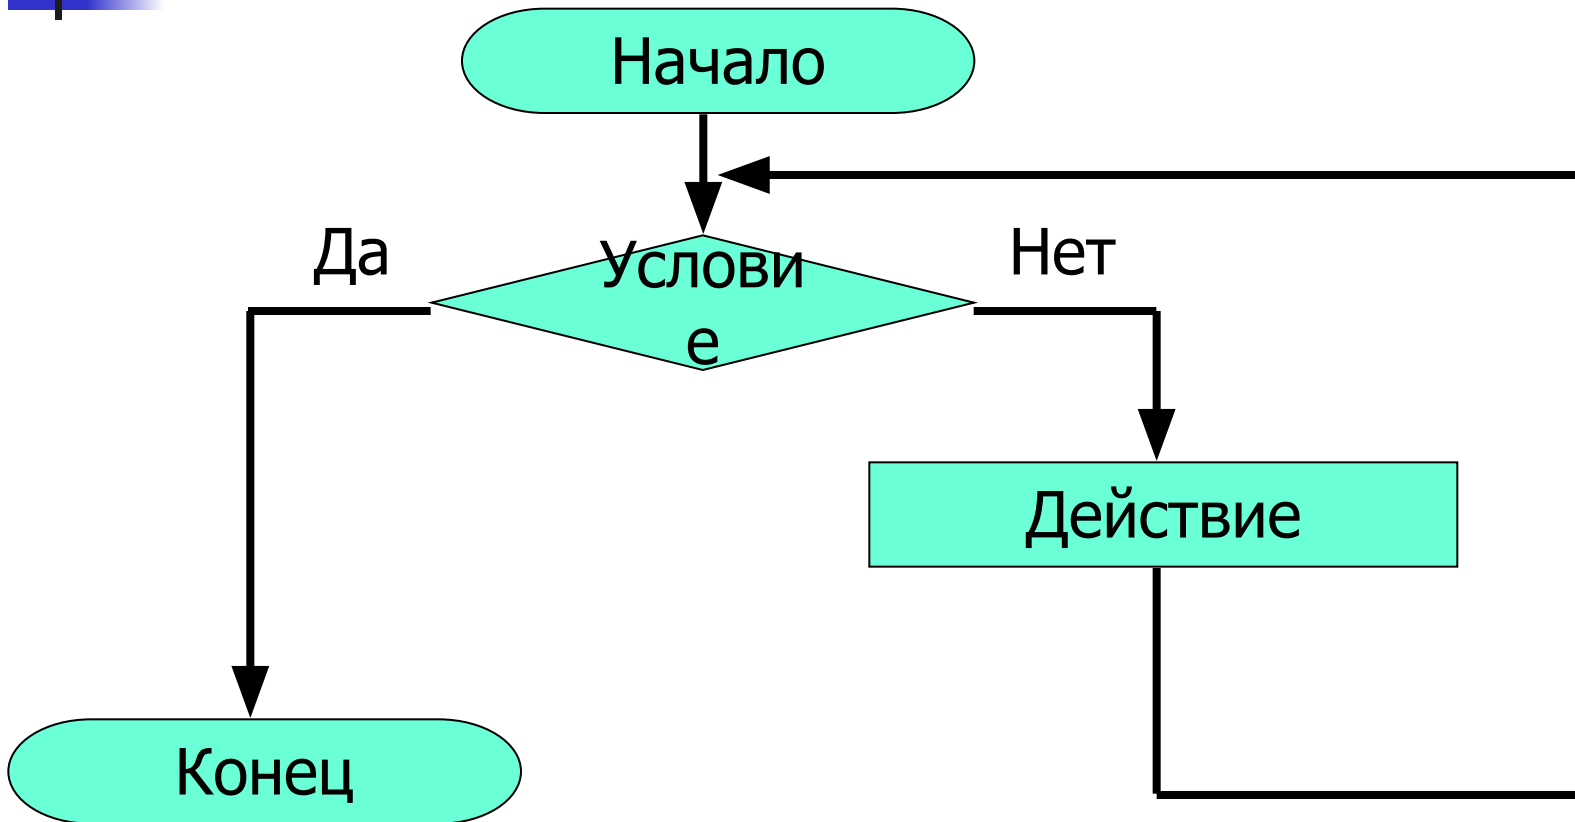 Начало
Да
Нет
Услови
е
Действие
Конец